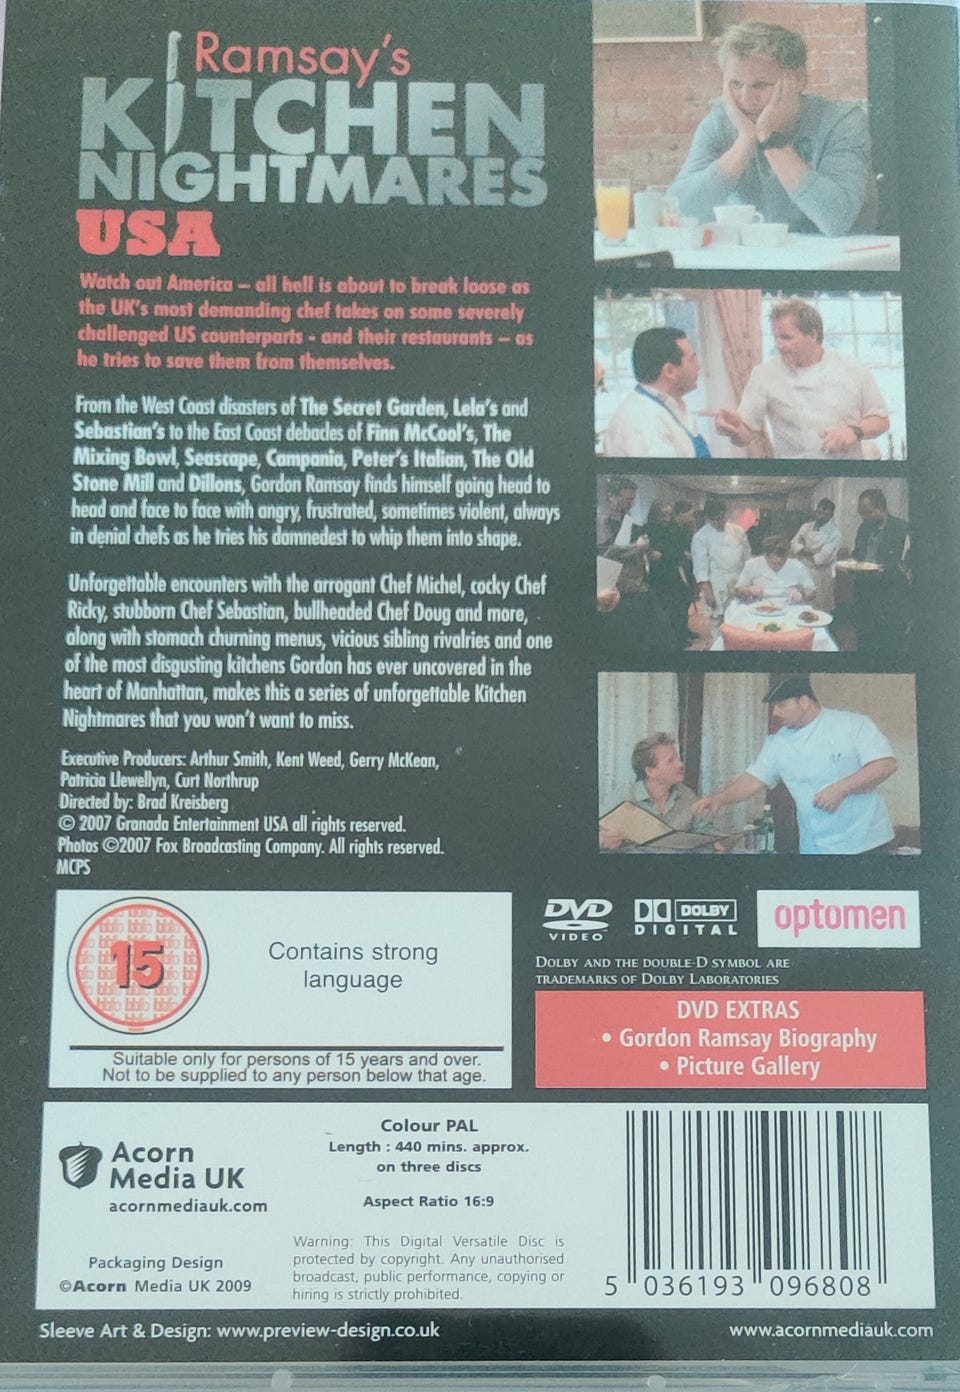 Ramsay's
KITCHEN
NIGHTMARES
USA
Watch out America – all hell is about to break loose as
the UK's most demanding chef takes on some severely
challenged US counterparts - and their restaurants – as
he tries to save them from themselves.
From the West Coast disasters of The Secret Garden, Lela's and
Sebastian's to the East Coast debacles of Finn McCool's, The
Mixing Bowl, Seascape, Campania, Peter's Italian, The Old
Stone Mill and Dillons, Gordon Ramsay finds himself going head to
head and face to face with angry, frustrated, sometimes violent, always
in denial chefs as he tries his damnedest to whip them into shape.
Unforgettable encounters with the arrogant Chef Michel, cocky Chef
Ricky, stubborn Chef Sebastian, bullheaded Chef Doug and more,
along with stomach churning menus, vicious sibling rivalries and one
of the most disgusting kitchens Gordon has ever uncovered in the
heart of Manhattan, makes this a series of unforgettable Kitchen
Nightmares that you won't want to miss.
Executive Producers: Arthur Smith, Kent Weed, Gerry McKean,
Patricia Llewellyn, Curt Northrup
Directed by: Brad Kreisberg
© 2007 Granada Entertainment USA all rights reserved.
Photos ©2007 Fox Broadcasting Company. All rights reserved.
MCPS
15
Contains strong
language
Suitable only for persons of 15 years and over.
Not to be supplied to any person below that age.
DVD
VIDEO
DOLBY
DIGITAL
optomen
DOLBY AND THE DOUBLE-D SYMBOL ARE
TRADEMARKS OF DOLBY LABORATORIES
DVD EXTRAS
• Gordon Ramsay Biography
• Picture Gallery
Acorn
Media UK
acornmediauk.com
Packaging Design
©Acorn Media UK 2009
Colour PAL
Length : 440 mins. approx.
on three discs
Aspect Ratio 16:9
Warning: This Digital Versatile Disc is
protected by copyright. Any unauthorised
broadcast, public performance, copying or
hiring is strictly prohibited.
5 036193 096808
Sleeve Art & Design: www.preview-design.co.uk
www.acornmediauk.com